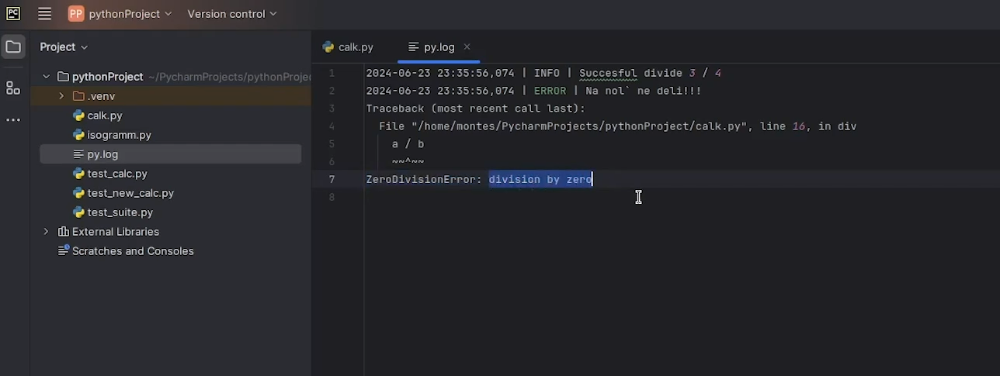 PC
PP pythonProject Version control
Project
pythonProject ~/PycharmProjects/pythonProjec
.venv
calk.py
isogramm.py
py.log
test_calc.py
test_new_calc.py
test_suite.py
External Libraries
Scratches and Consoles
calk.py py.log
1 2024-06-23 23:35:56,074 | INFO | Succesful divide 3 / 4
2 2024-06-23 23:35:56,074 | ERROR | Na nol` ne deli!!!
3 Traceback (most recent call last):
4 File "/home/montes/PycharmProjects/pythonProject/calk.py", line 16, in div
5 a / b
6 ~~^~~
7 ZeroDivisionError: division by zero
8